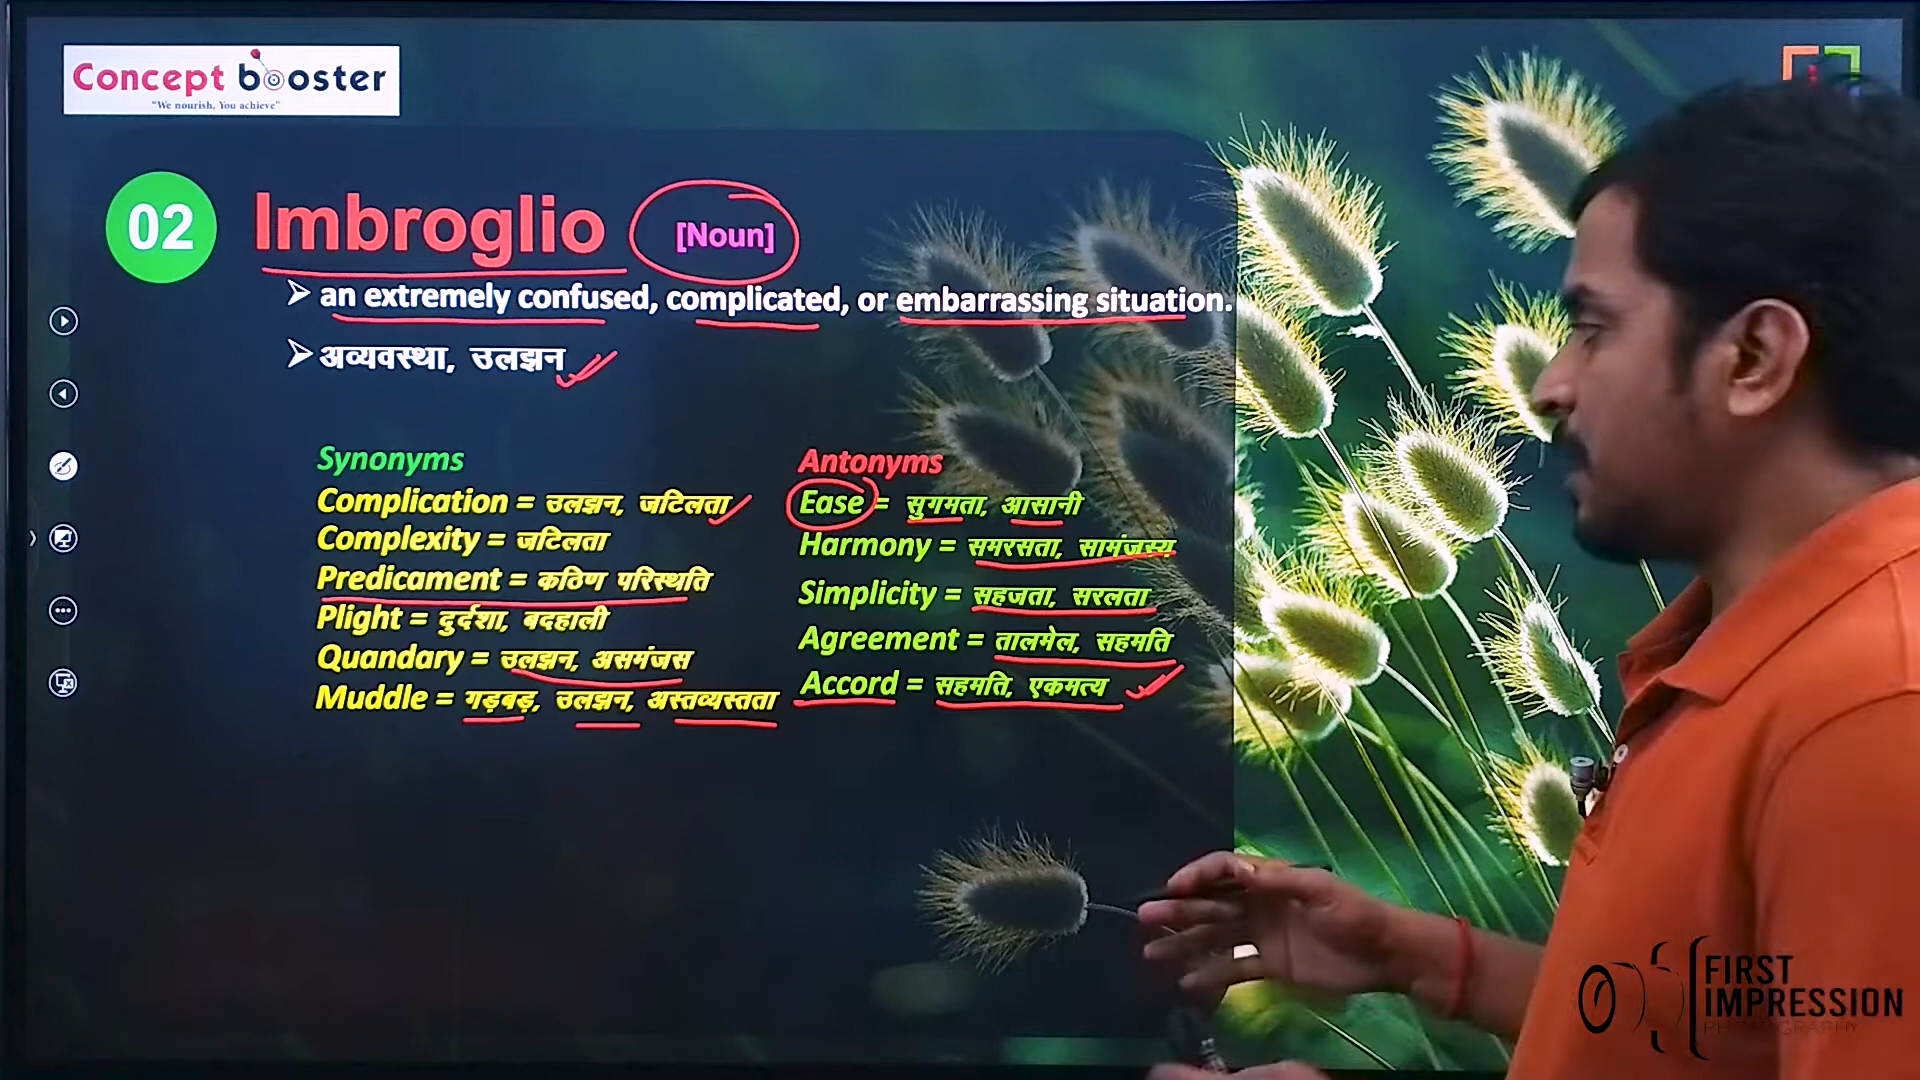 Concept booster
"We nourish, You achieve"
02
Imbroglio [Noun]
an extremely confused, complicated, or embarrassing situation.
अव्यवस्था, उलझन
Synonyms
Complication = उलझन, जटिलता
Complexity = जटिलता
Predicament = कठिण परिस्थति
Plight = दुर्दशा, बदहाली
Quandary = उलझन, असमंजस
Muddle = गड़बड़, उलझन, अस्तव्यस्तता
Antonyms
Ease = सुगमता, आसानी
Harmony = समरसता, सामंजस्य
Simplicity = सहजता, सरलता
Agreement = तालमेल, सहमति
Accord = सहमति, एकमत्य
FIRST
IMPRESSION
PHOTOGRAPHY